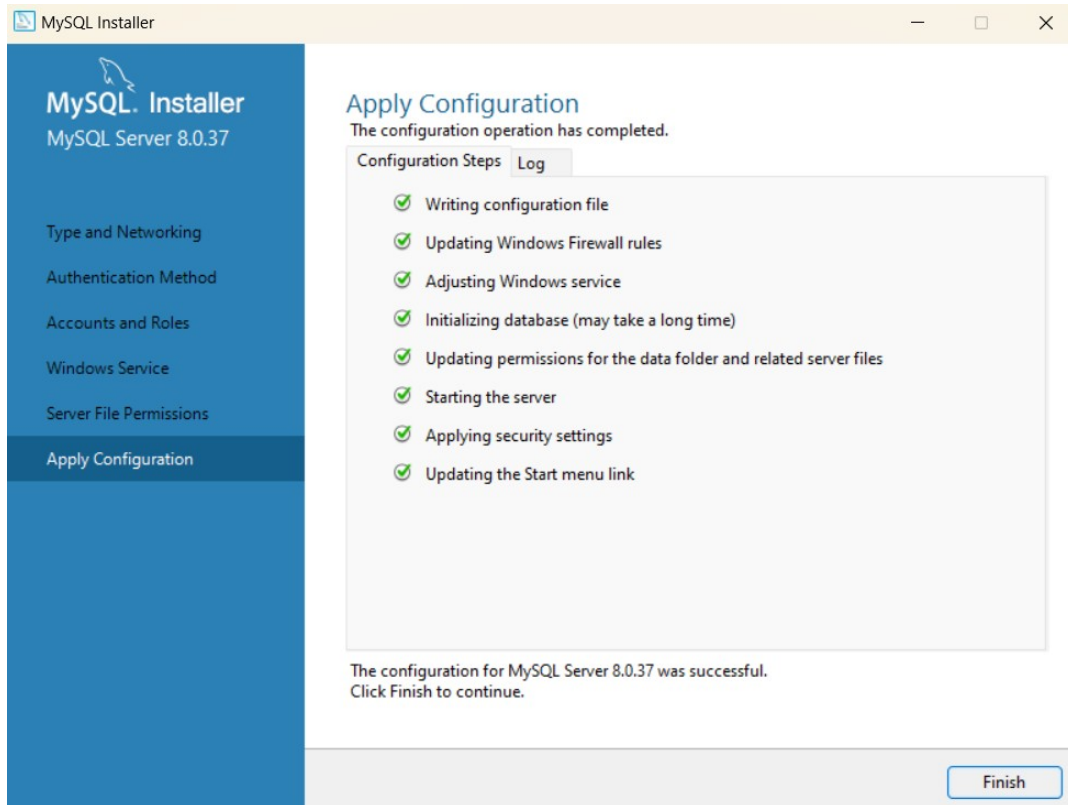 MySQL Installer
MySQL. Installer
MySQL Server 8.0.37
Type and Networking
Authentication Method
Accounts and Roles
Windows Service
Server File Permissions
Apply Configuration
Apply Configuration
The configuration operation has completed.
Configuration Steps Log
Writing configuration file
Updating Windows Firewall rules
Adjusting Windows service
Initializing database (may take a long time)
Updating permissions for the data folder and related server files
Starting the server
Applying security settings
Updating the Start menu link
The configuration for MySQL Server 8.0.37 was successful.
Click Finish to continue.
Finish